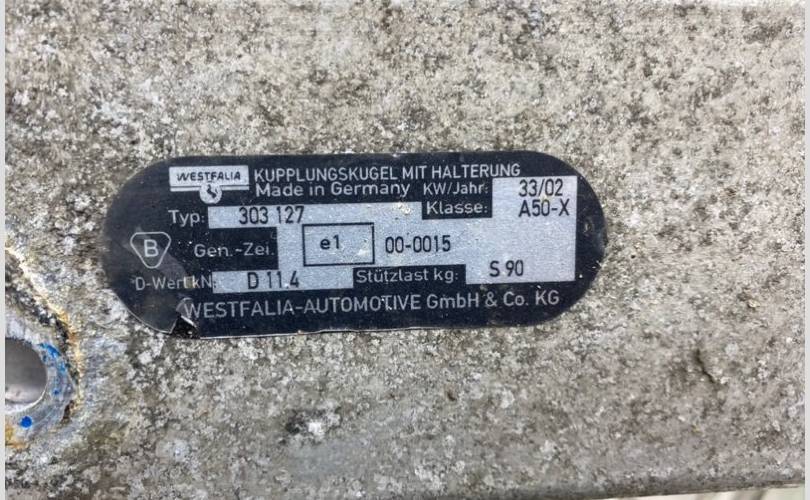 WESTFALIA KUPPLUNGSKUGEL MIT HALTERUNG
Made in Germany KW/Jahr: 33/02
Typ: 303 127 Klasse: A50-X
B Gen.-Zei. e1 00-0015
D-Wert kN: D 11.4 Stützlast kg: S 90
WESTFALIA-AUTOMOTIVE GmbH & Co. KG